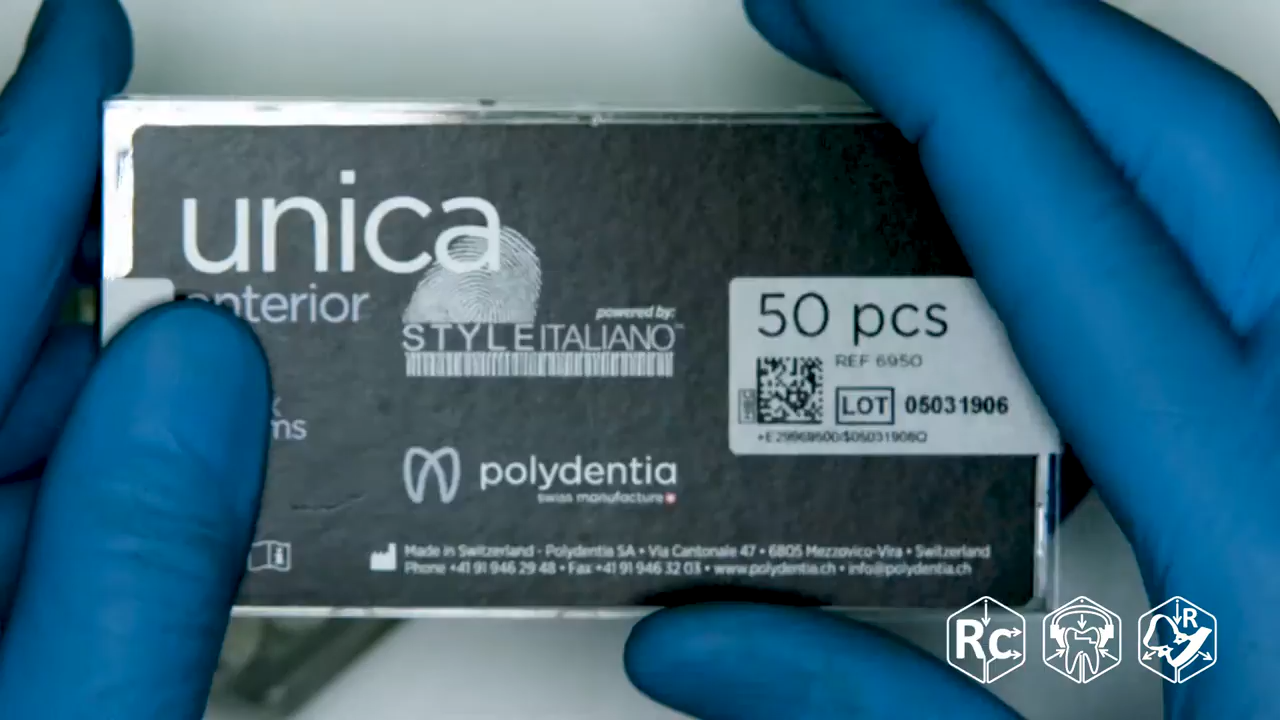 unica
anterior
powered by:
STYLEITALIANO™
50 pcs
REF 6950
LOT 05031906
ms
polydentia
swiss manufacture
Made in Switzerland - Polydentia SA • Via Cantonale 47 • 6805 Mezzovico-Vira • Switzerland
Phone +41 91 946 29 48 • Fax +41 91 946 32 03 • www.polydentia.ch • info@polydentia.ch
Rc
R